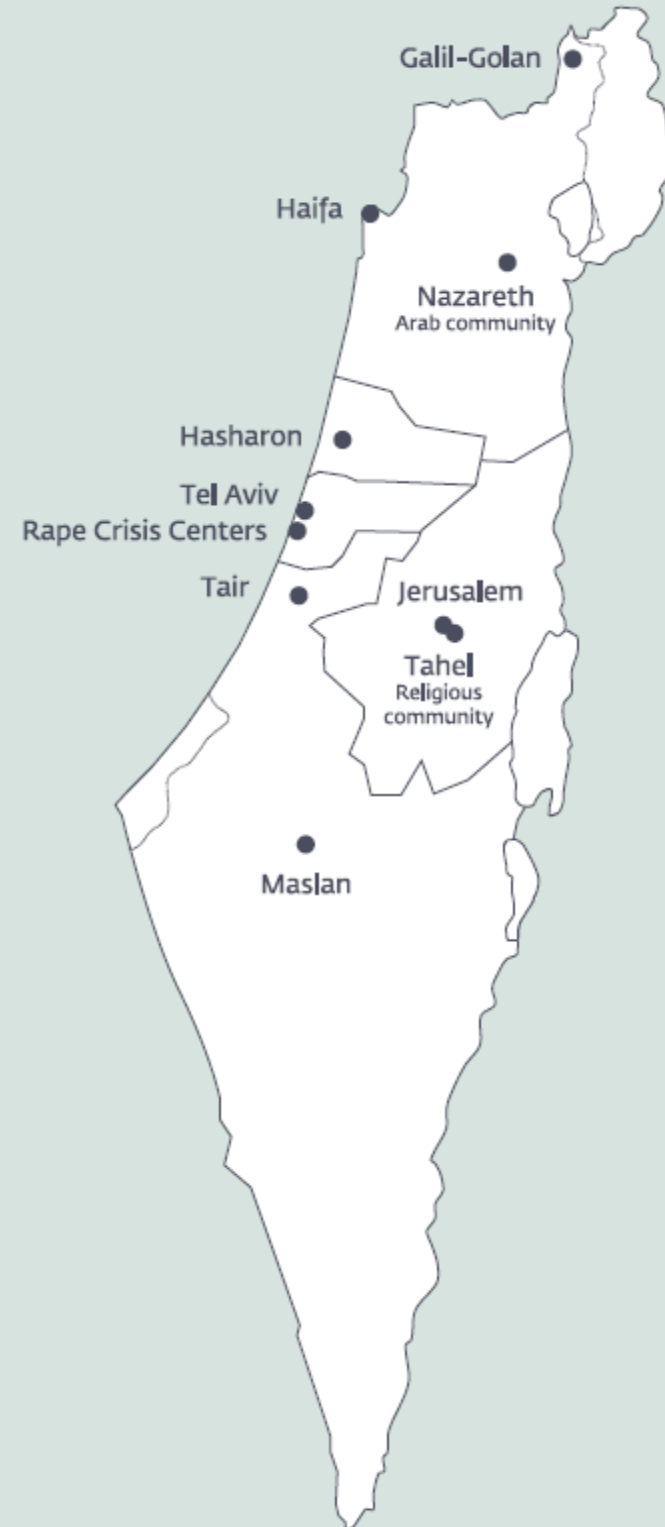 Galil-Golan
Haifa
Nazareth
Arab community
Hasharon
Tel Aviv
Rape Crisis Centers
Tair
Jerusalem
Tahel
Religious
community
Maslan